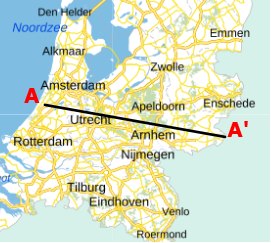 Den Helder
Noordzee
Emmen
Alkmaar
Zwolle
Amsterdam
A
Apeldoorn
Enschede
Utrecht
A'
Arnhem
Rotterdam
Nijmegen
Tilburg
Eindhoven
Venlo
Roermond